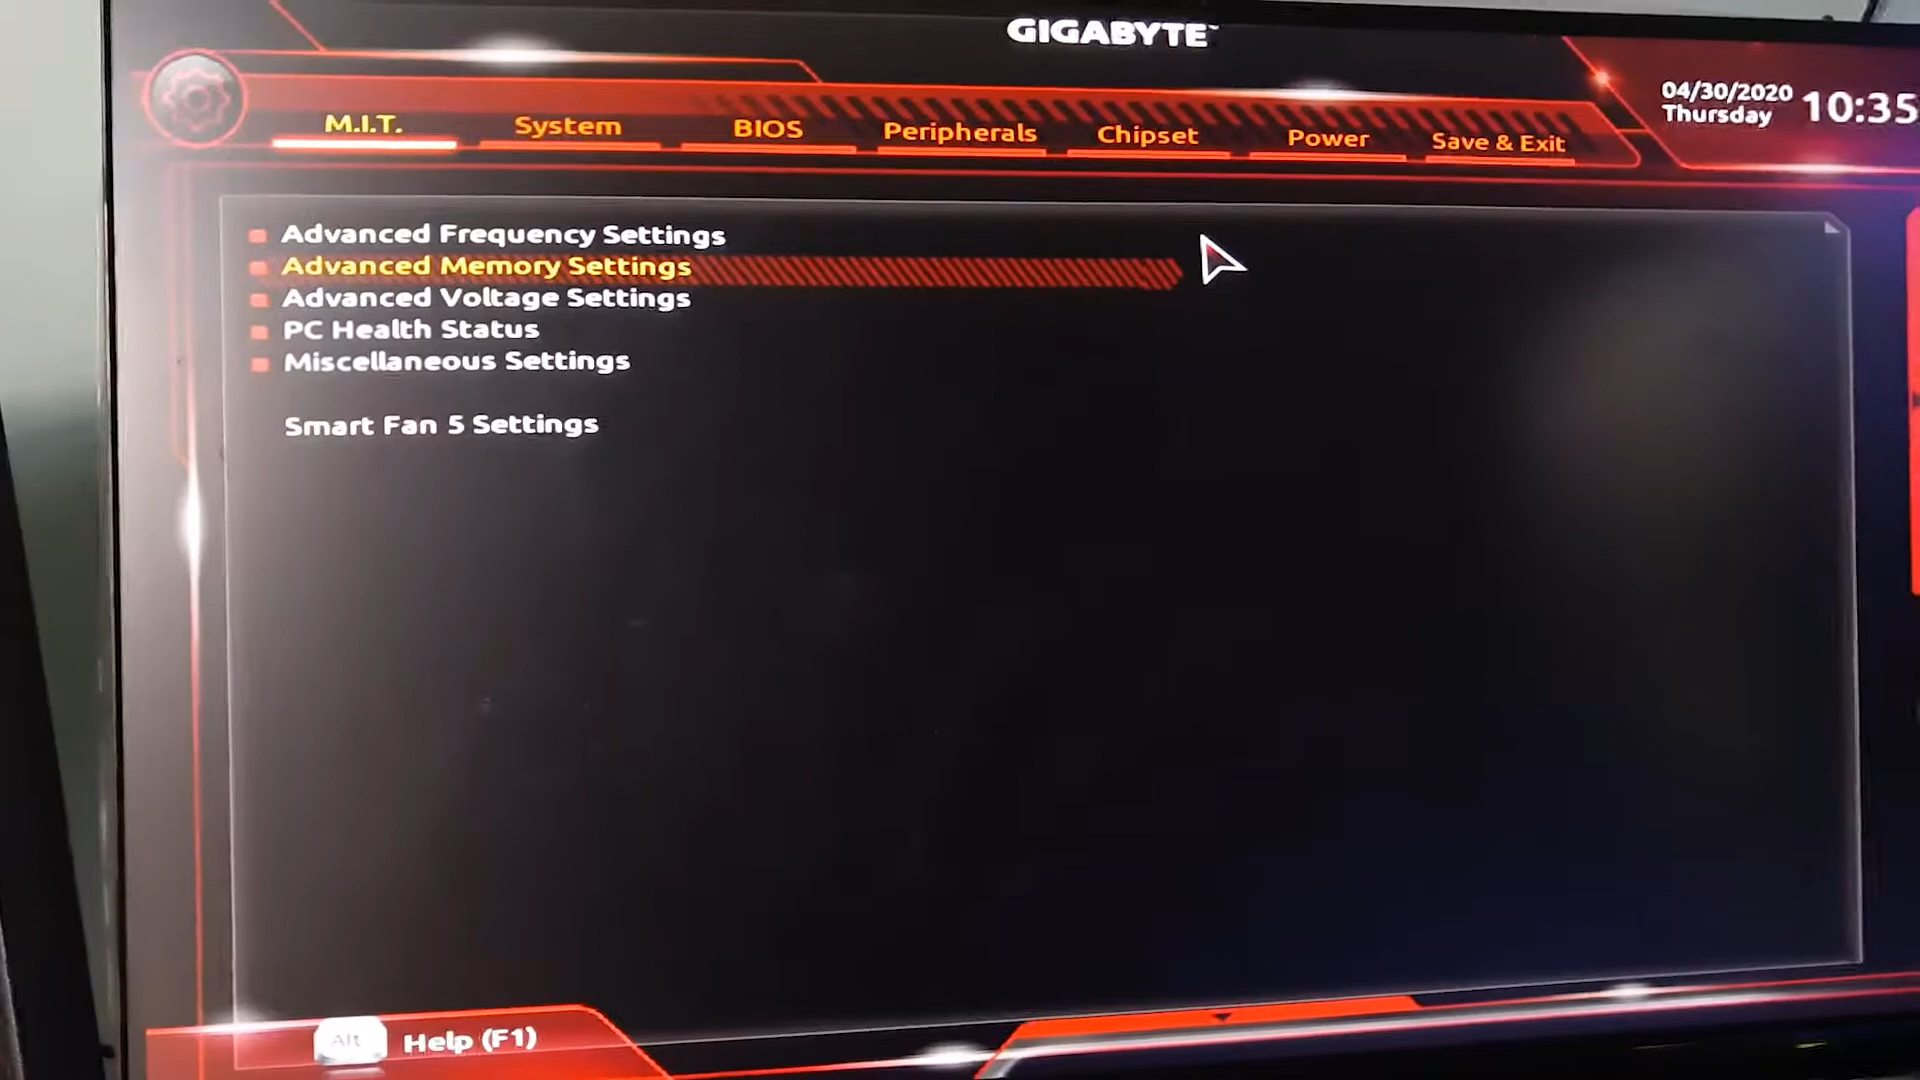 GIGABYTE™
04/30/2020
Thursday
10:35
M.I.T.
System
BIOS
Peripherals
Chipset
Power
Save & Exit
Advanced Frequency Settings
Advanced Memory Settings
Advanced Voltage Settings
PC Health Status
Miscellaneous Settings
Smart Fan 5 Settings
Alt
Help (F1)